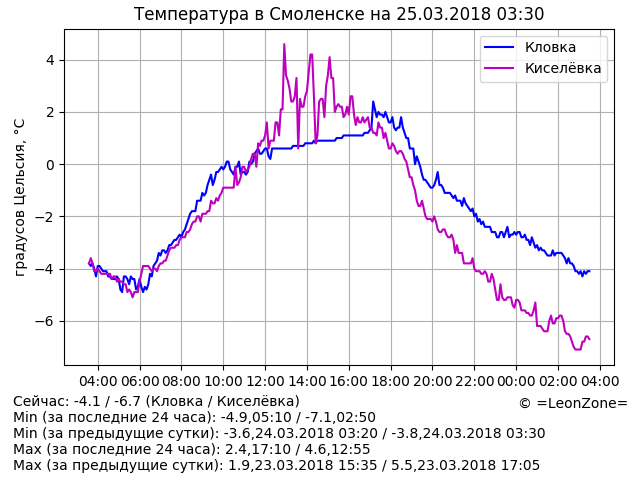 Температура в Смоленске на 25.03.2018 03:30
Кловка
Киселёвка
градусов Цельсия, °C
4
2
0
−2
−4
−6
04:00 06:00 08:00 10:00 12:00 14:00 16:00 18:00 20:00 22:00 00:00 02:00 04:00
Сейчас: -4.1 / -6.7 (Кловка / Киселёвка)
© =LeonZone=
Min (за последние 24 часа): -4.9,05:10 / -7.1,02:50
Min (за предыдущие сутки): -3.6,24.03.2018 03:20 / -3.8,24.03.2018 03:30
Max (за последние 24 часа): 2.4,17:10 / 4.6,12:55
Max (за предыдущие сутки): 1.9,23.03.2018 15:35 / 5.5,23.03.2018 17:05